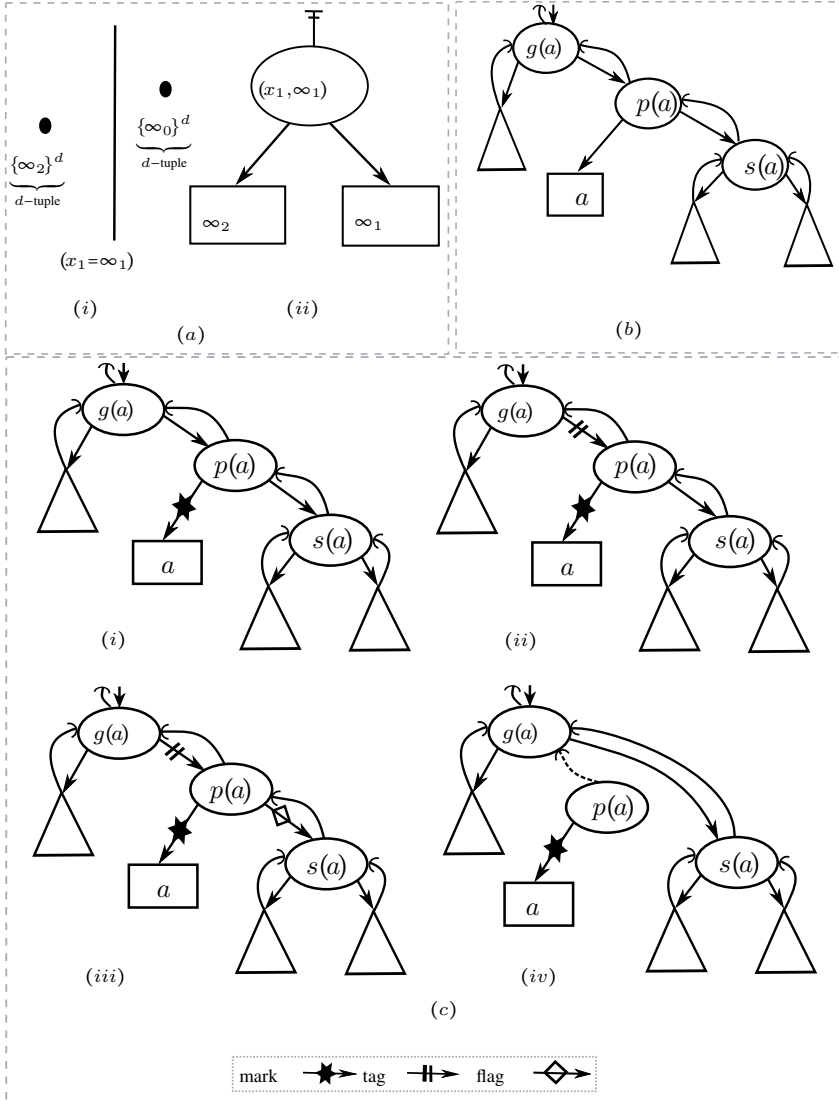 (x₁,∞₁)
{∞₀}ᵈ
d−tuple
{∞₂}ᵈ
d−tuple
∞₂
∞₁
(x₁=∞₁)
(i)
(ii)
(a)
g(a)
p(a)
s(a)
a
(b)
g(a)
p(a)
s(a)
a
(i)
g(a)
p(a)
s(a)
a
(ii)
g(a)
p(a)
s(a)
a
(iii)
g(a)
p(a)
s(a)
a
(iv)
(c)
mark tag flag